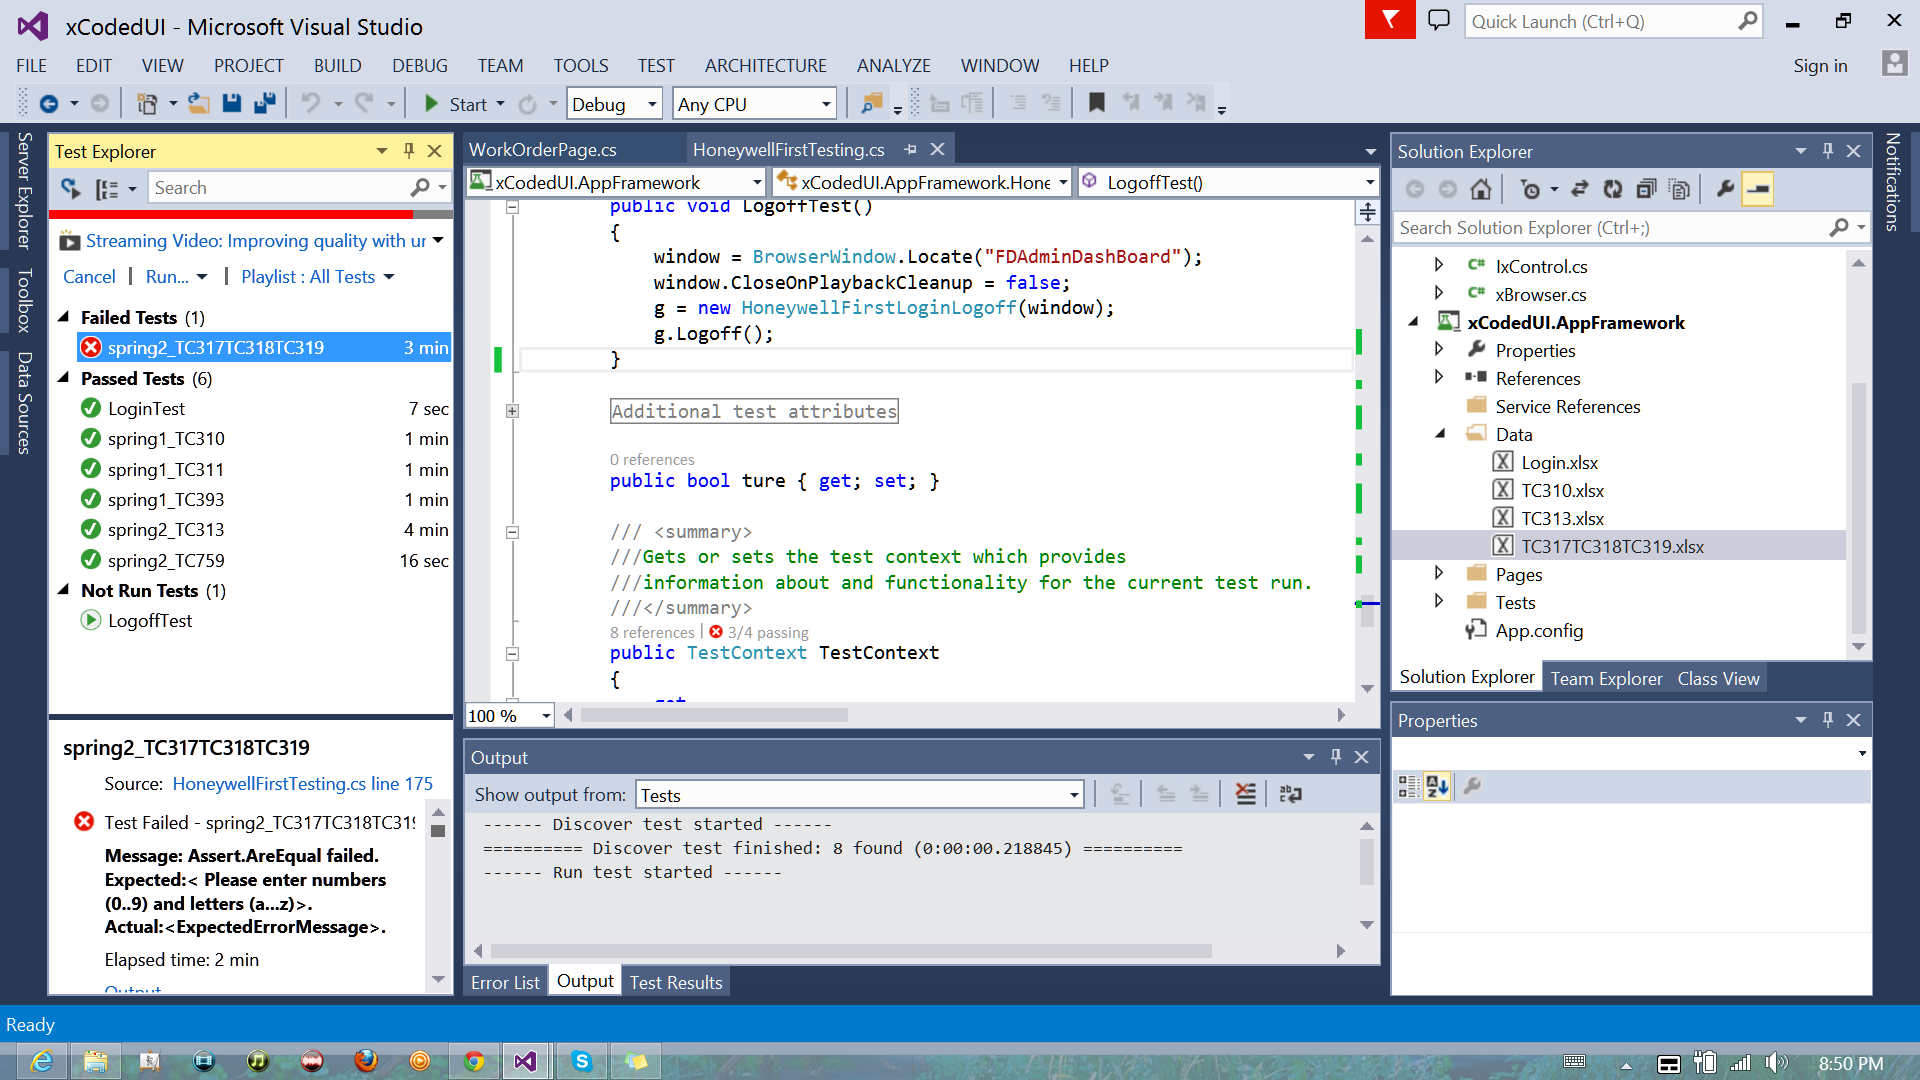 xCodedUI - Microsoft Visual Studio
Quick Launch (Ctrl+Q)
FILE EDIT VIEW PROJECT BUILD DEBUG TEAM TOOLS TEST ARCHITECTURE ANALYZE WINDOW HELP
Sign in
Start
Debug
Any CPU
Server Explorer
Toolbox
Data Sources
Test Explorer
Search
Streaming Video: Improving quality with ur
Cancel | Run... | Playlist : All Tests
Failed Tests (1)
spring2_TC317TC318TC319 3 min
Passed Tests (6)
LoginTest 7 sec
spring1_TC310 1 min
spring1_TC311 1 min
spring1_TC393 1 min
spring2_TC313 4 min
spring2_TC759 16 sec
Not Run Tests (1)
LogoffTest
spring2_TC317TC318TC319
Source: HoneywellFirstTesting.cs line 175
Test Failed - spring2_TC317TC318TC319
Message: Assert.AreEqual failed.
Expected:< Please enter numbers
(0..9) and letters (a...z)>.
Actual:<ExpectedErrorMessage>.
Elapsed time: 2 min
Output
WorkOrderPage.cs
HoneywellFirstTesting.cs
xCodedUI.AppFramework
xCodedUI.AppFramework.Hone
LogoffTest()
public void LogoffTest()
{
window = BrowserWindow.Locate("FDAdminDashBoard");
window.CloseOnPlaybackCleanup = false;
g = new HoneywellFirstLoginLogoff(window);
g.Logoff();
}
Additional test attributes
0 references
public bool ture { get; set; }
/// <summary>
///Gets or sets the test context which provides
///information about and functionality for the current test run.
///</summary>
8 references | 3/4 passing
public TestContext TestContext
{
get
100 %
Output
Show output from: Tests
------ Discover test started ------
========== Discover test finished: 8 found (0:00:00.218845) ==========
------ Run test started ------
Error List
Output
Test Results
Solution Explorer
Search Solution Explorer (Ctrl+;)
IxControl.cs
xBrowser.cs
xCodedUI.AppFramework
Properties
References
Service References
Data
Login.xlsx
TC310.xlsx
TC313.xlsx
TC317TC318TC319.xlsx
Pages
Tests
App.config
Solution Explorer
Team Explorer
Class View
Properties
Notifications
Ready
8:50 PM